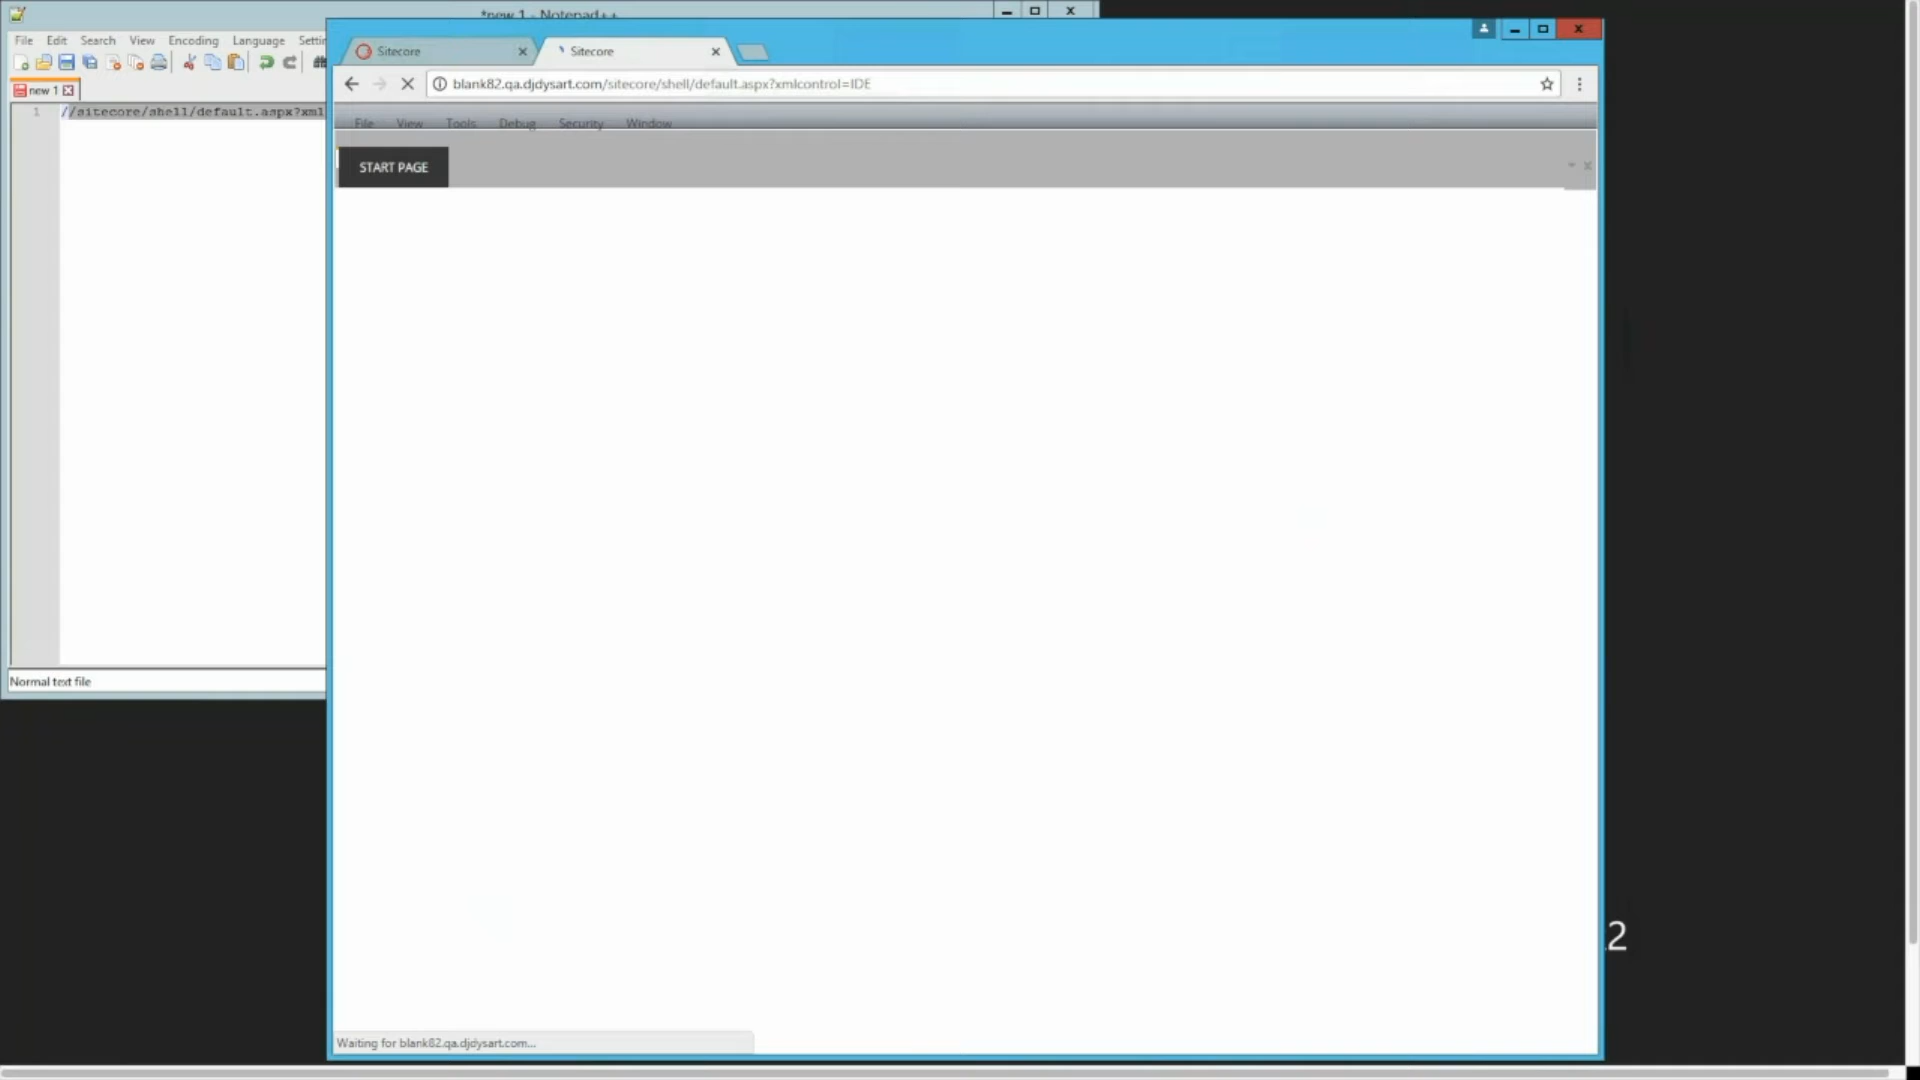 *new 1 - Notepad++
File Edit Search View Encoding Language
new 1
1 //sitecore/shell/default.aspx?xml
Normal text file
Sitecore
Sitecore
blank82.qa.djdysart.com/sitecore/shell/default.aspx?xmlcontrol=IDE
File View Tools Debug Security Window
START PAGE
Waiting for blank82.qa.djdysart.com...
2